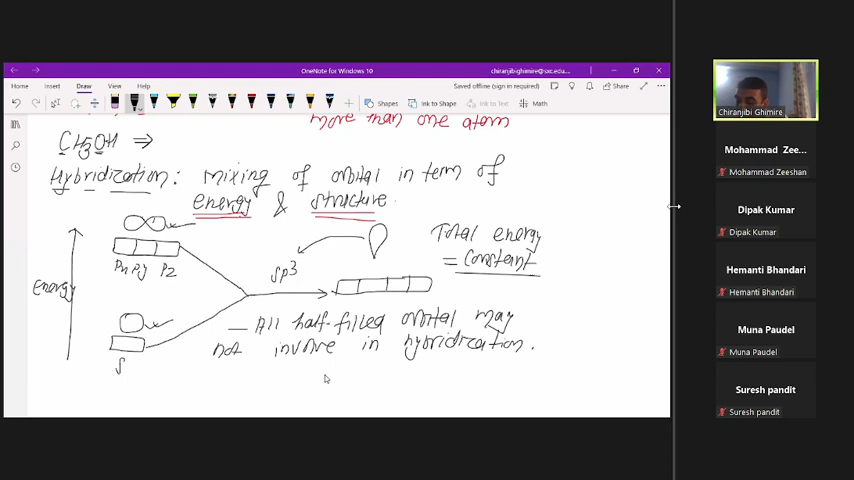 OneNote for Windows 10
chiranjibighimire@sxc.edu...
Home Insert Draw View Help
Saved offline (sign in required) Share
Shapes Ink to Shape Ink to Text Math
more than one atom
CH3OH ⇒
Hybridization: mixing of orbital in term of
energy & structure.
Total energy
= constant
Px Py Pz
energy
sp3
S
— All half-filled orbital may
not involve in hybridization.
Chiranjibi Ghimire
Mohammad Zee...
Mohammad Zeeshan
Dipak Kumar
Dipak Kumar
Hemanti Bhandari
Hemanti Bhandari
Muna Paudel
Muna Paudel
Suresh pandit
Suresh pandit